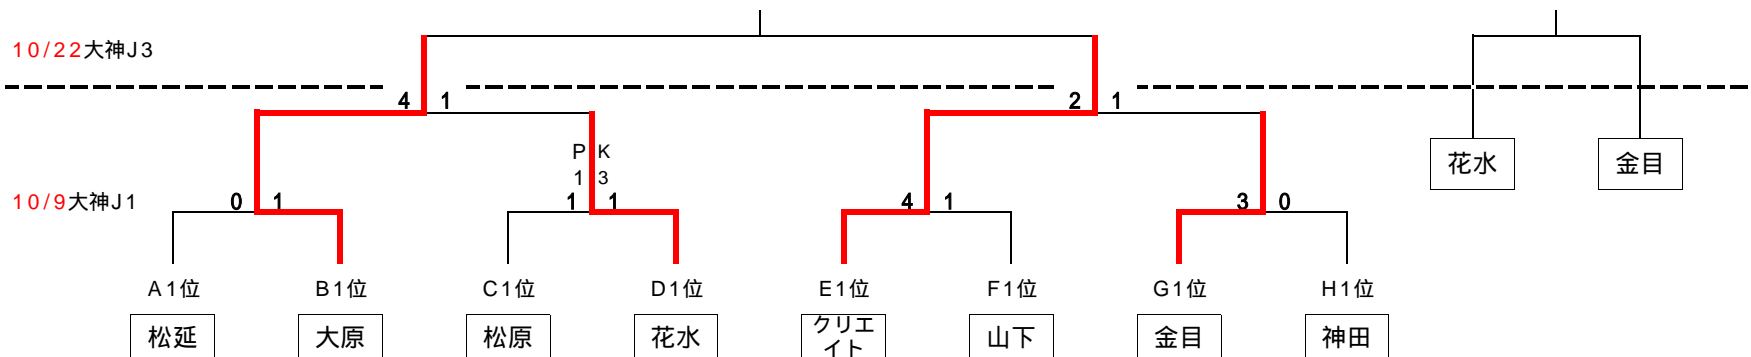 10/22大神J3
4 1
2 1
P K
1 3
花水
金目
10/9大神J1
0 1
1 1
4 1
3 0
A1位
B1位
C1位
D1位
E1位
F1位
G1位
H1位
松延
大原
松原
花水
クリエ
イト
山下
金目
神田